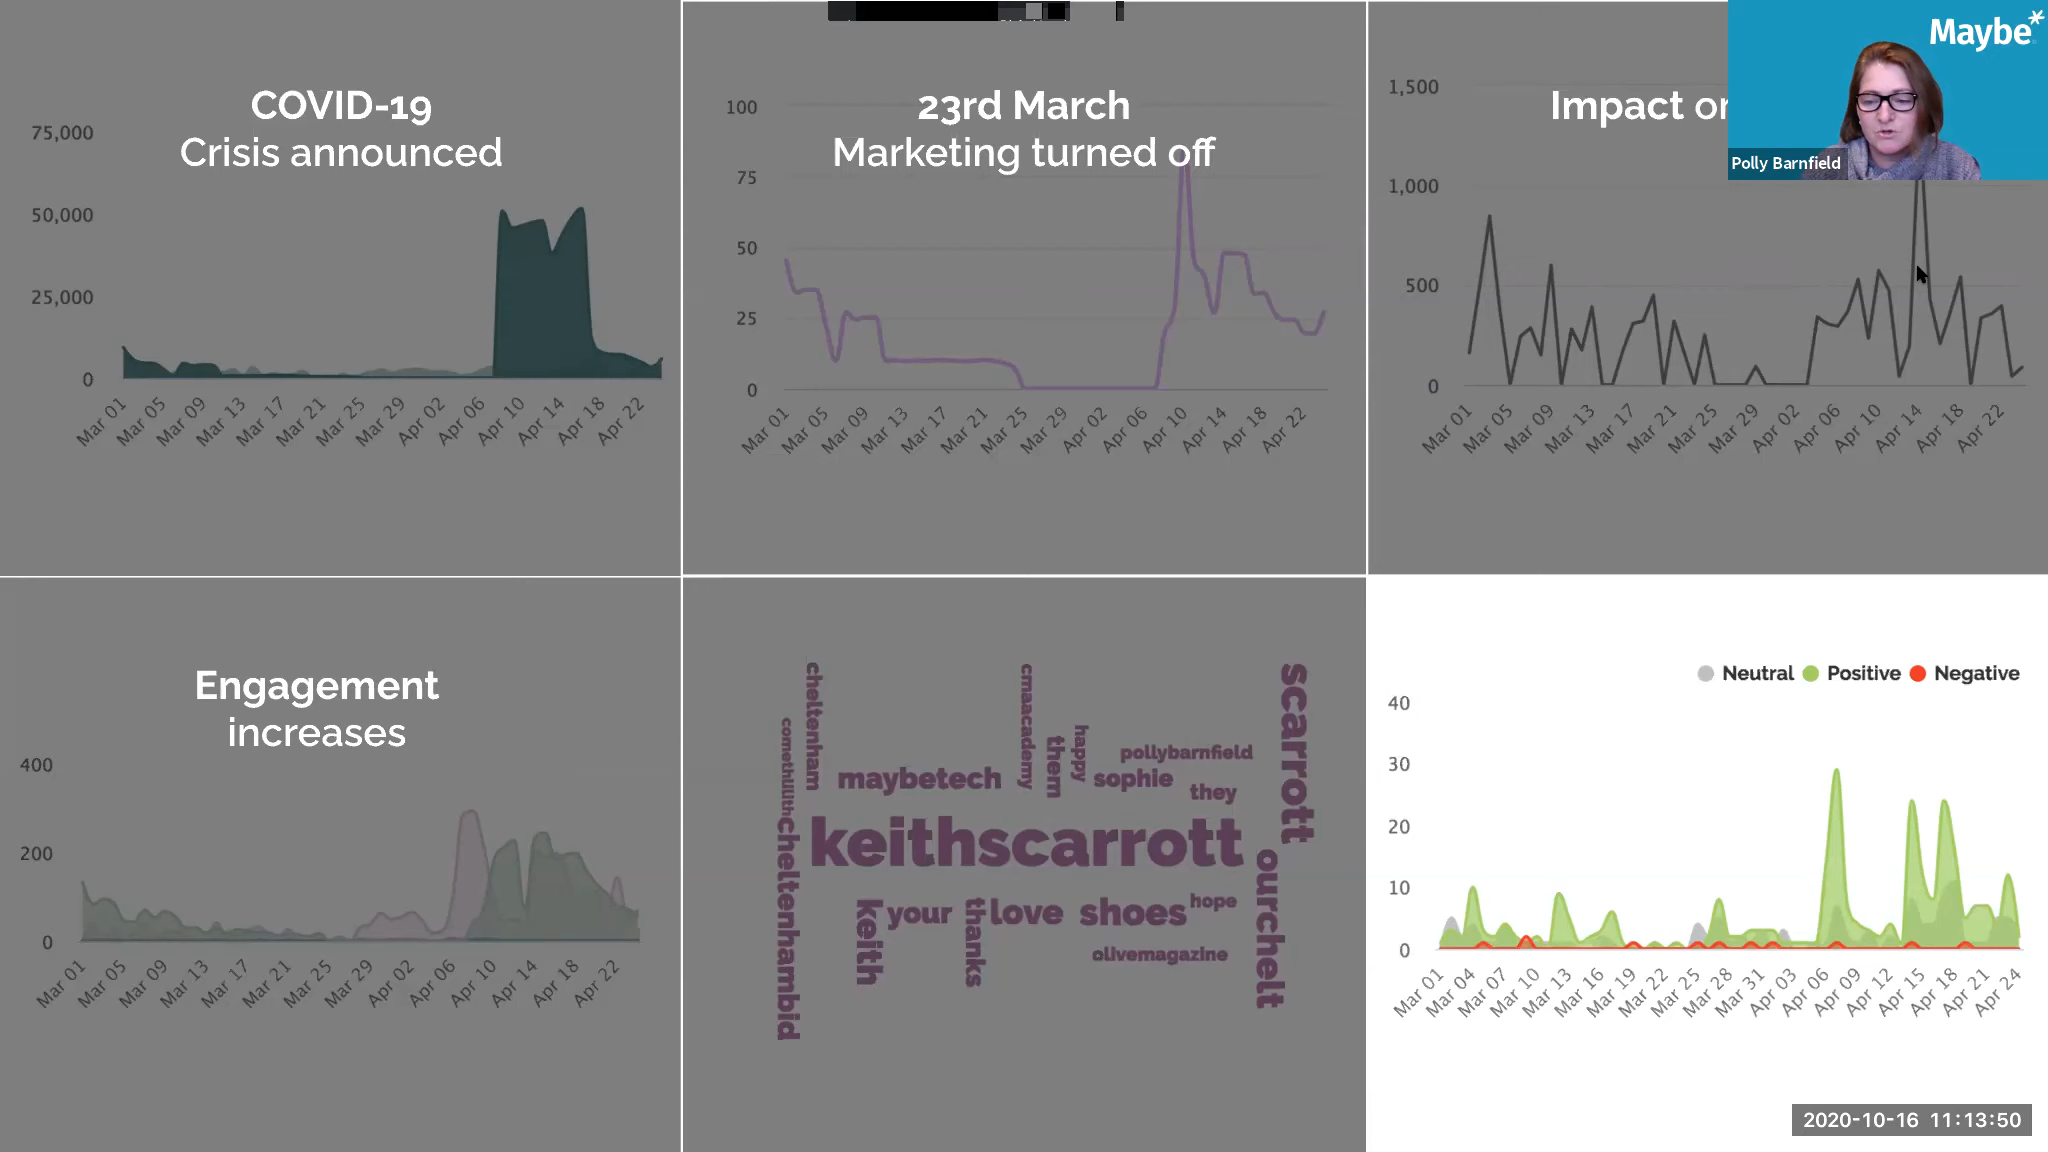 COVID-19
Crisis announced
75,000
50,000
25,000
0
Mar 01
Mar 05
Mar 09
Mar 13
Mar 17
Mar 21
Mar 25
Mar 29
Apr 02
Apr 06
Apr 10
Apr 14
Apr 18
Apr 22
23rd March
Marketing turned off
100
75
50
25
0
Mar 01
Mar 05
Mar 09
Mar 13
Mar 17
Mar 21
Mar 25
Mar 29
Apr 02
Apr 06
Apr 10
Apr 14
Apr 18
Apr 22
Impact
1,500
1,000
500
0
Mar 01
Mar 05
Mar 09
Mar 13
Mar 17
Mar 21
Mar 25
Mar 29
Apr 02
Apr 06
Apr 10
Apr 14
Apr 18
Apr 22
Maybe*
Polly Barnfield
Engagement
increases
400
200
0
Mar 01
Mar 05
Mar 09
Mar 13
Mar 17
Mar 21
Mar 25
Mar 29
Apr 02
Apr 06
Apr 10
Apr 14
Apr 18
Apr 22
cheltenham
cmaacademy
scarrott
them
happy
pollybarnfield
maybetech
sophie
they
keithscarrott
cheltenhambid
ourchelt
keith
your
thanks
love
shoes
hope
olivemagazine
Neutral Positive Negative
40
30
20
10
0
Mar 01
Mar 04
Mar 07
Mar 10
Mar 13
Mar 16
Mar 19
Mar 22
Mar 25
Mar 28
Mar 31
Apr 03
Apr 06
Apr 09
Apr 12
Apr 15
Apr 18
Apr 21
Apr 24
2020-10-16 11:13:50